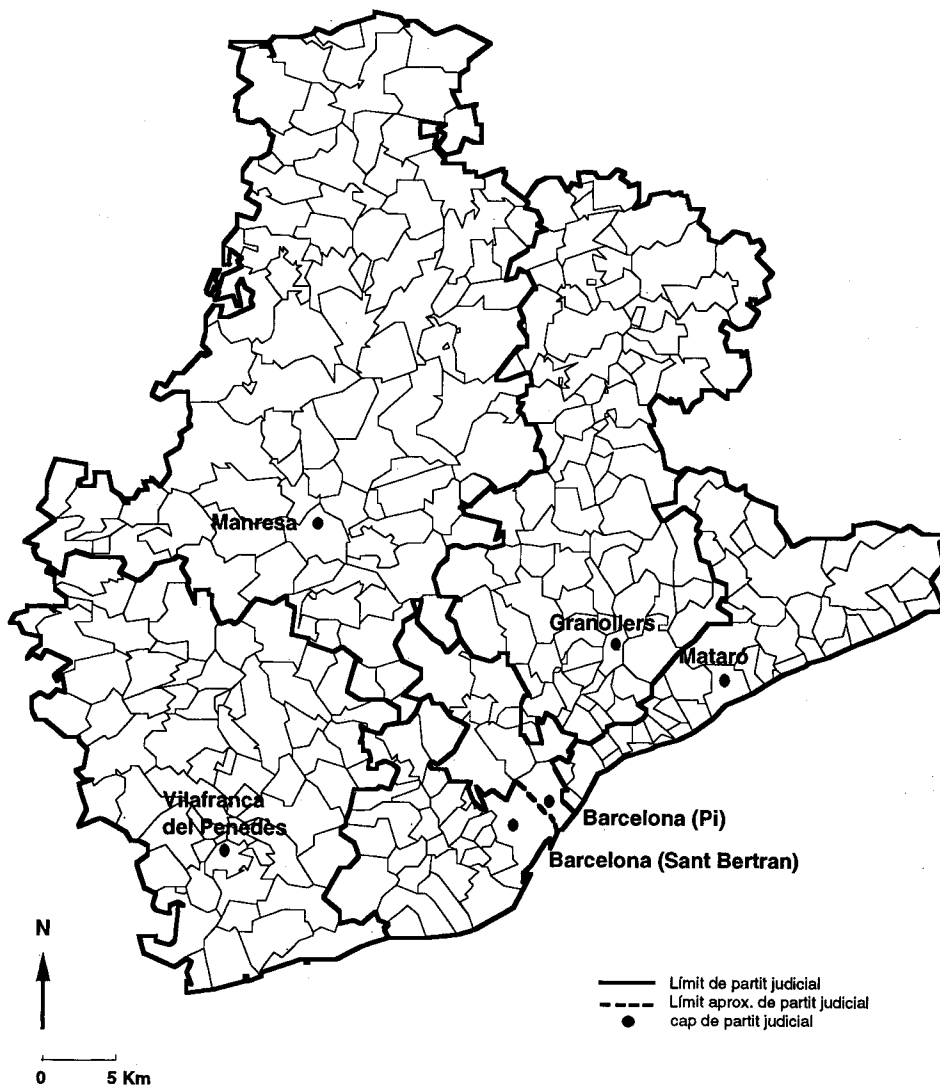 Manresa
Granollers
Mataró
Vilafranca
del Penedès
Barcelona (Pi)
Barcelona (Sant Bertran)
N
Límit de partit judicial
Límit aprox. de partit judicial
cap de partit judicial
0 5 Km